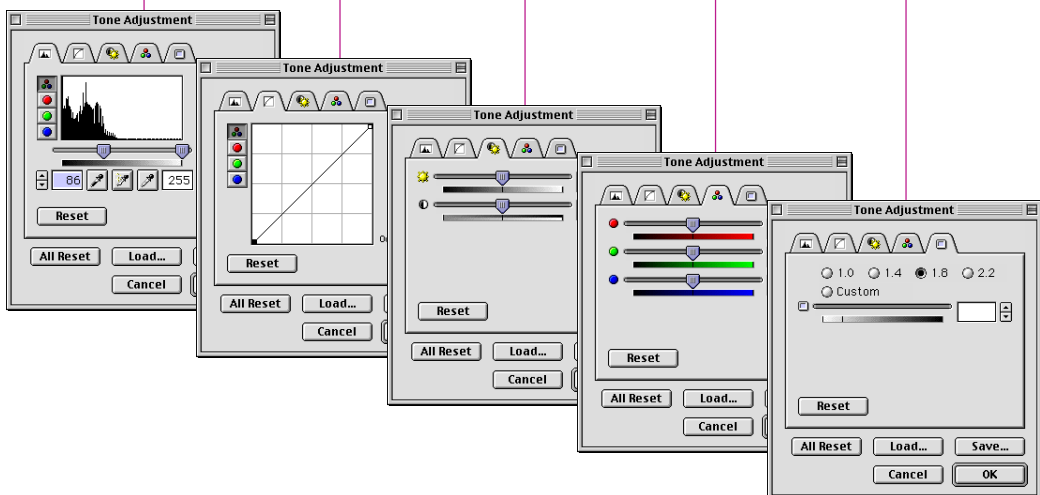 Tone Adjustment
86
255
Reset
All Reset
Load...
Cancel
Tone Adjustment
Reset
All Reset
Load...
Cancel
Tone Adjustment
Reset
All Reset
Load...
Cancel
Tone Adjustment
Reset
All Reset
Load...
Cancel
Tone Adjustment
1.0 1.4 1.8 2.2
Custom
Reset
All Reset Load... Save...
Cancel OK